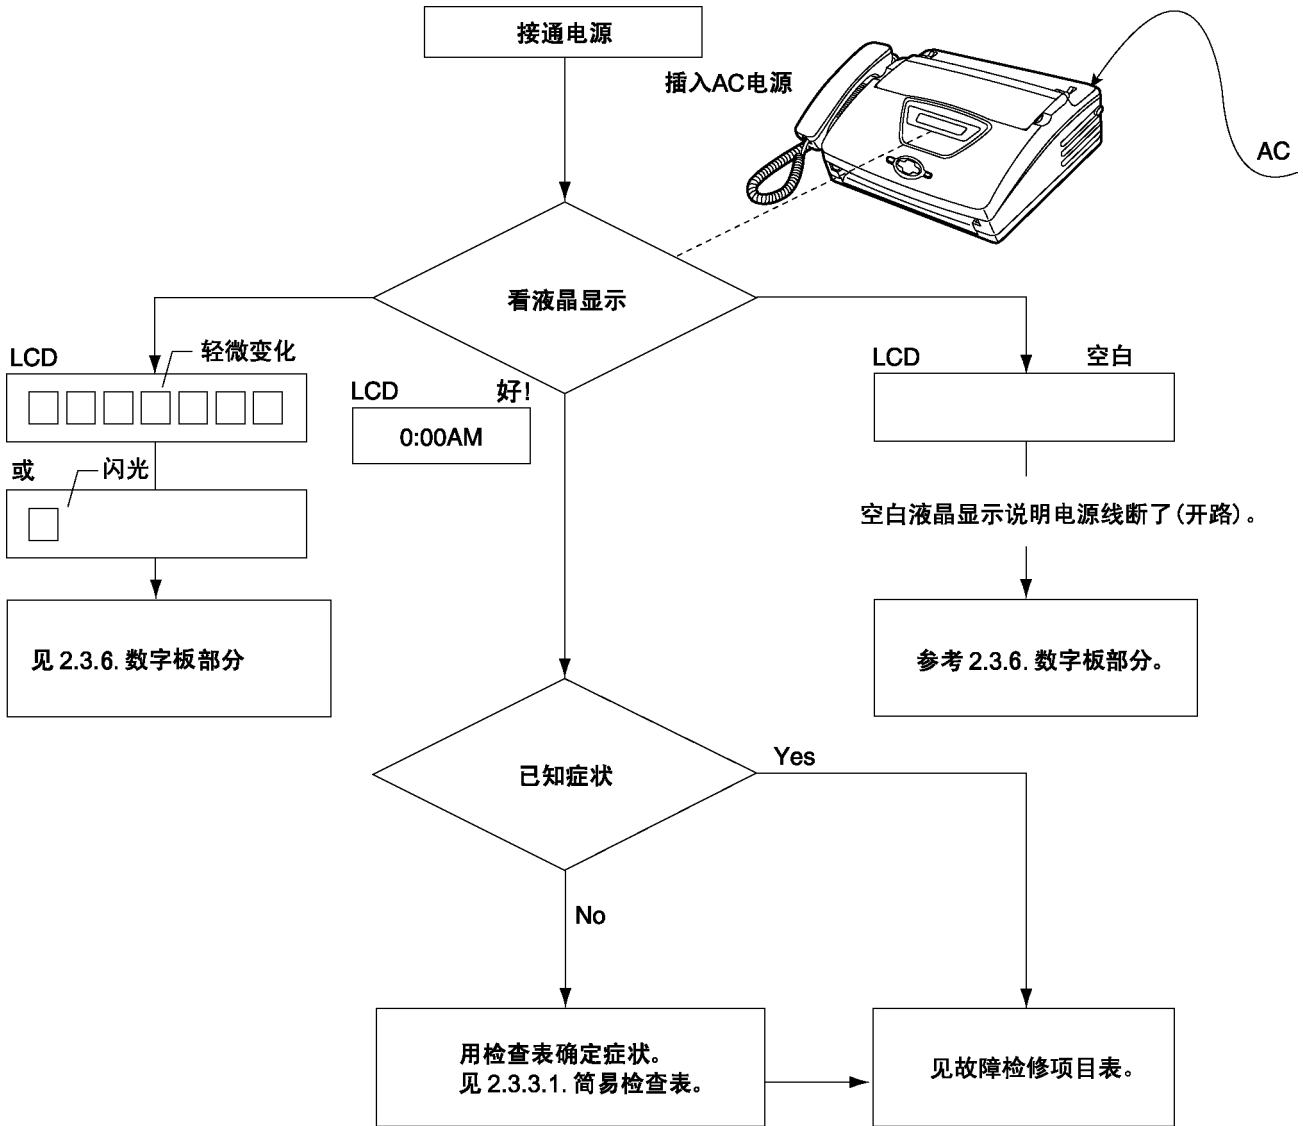 接通电源
插入AC电源
AC
看液晶显示
LCD
轻微变化
LCD
好!
0:00AM
LCD
空白
或
闪光
空白液晶显示说明电源线断了(开路)。
见 2.3.6. 数字板部分
参考 2.3.6. 数字板部分。
已知症状
Yes
No
用检查表确定症状。
见 2.3.3.1. 简易检查表。
见故障检修项目表。